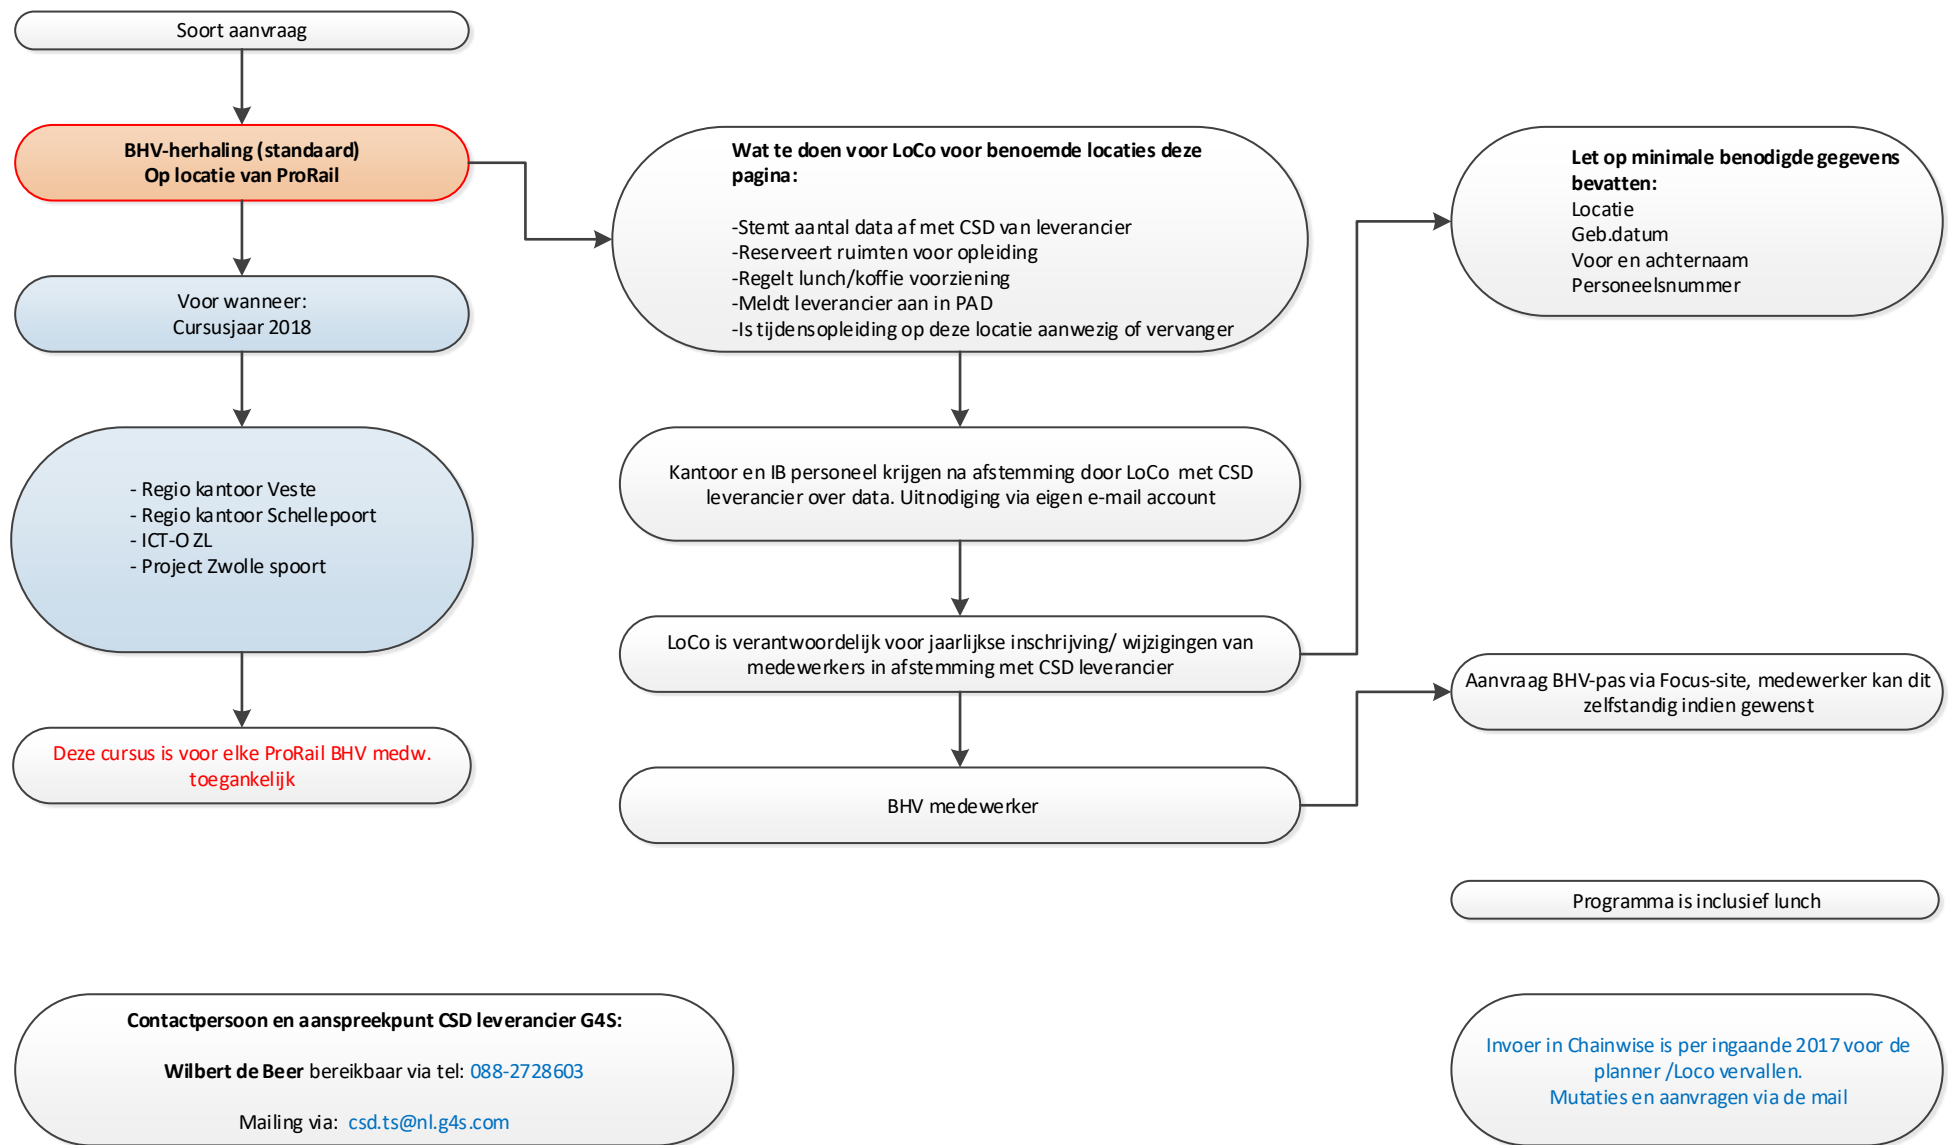 Soort aanvraag
BHV-herhaling (standaard)
Op locatie van ProRail
Voor wanneer:
Cursusjaar 2018
- Regio kantoor Veste
- Regio kantoor Schellepoort
- ICT-O ZL
- Project Zwolle spoort
Deze cursus is voor elke ProRail BHV medw.
toegankelijk
Wat te doen voor LoCo voor benoemde locaties deze
pagina:
-Stemt aantal data af met CSD van leverancier
-Reserveert ruimten voor opleiding
-Regelt lunch/koffie voorziening
-Meldt leverancier aan in PAD
-Is tijdensopleiding op deze locatie aanwezig of vervanger
Kantoor en IB personeel krijgen na afstemming door LoCo met CSD
leverancier over data. Uitnodiging via eigen e-mail account
LoCo is verantwoordelijk voor jaarlijkse inschrijving/ wijzigingen van
medewerkers in afstemming met CSD leverancier
BHV medewerker
Let op minimale benodigde gegevens
bevatten:
Locatie
Geb.datum
Voor en achternaam
Personeelsnummer
Aanvraag BHV-pas via Focus-site, medewerker kan dit
zelfstandig indien gewenst
Programma is inclusief lunch
Contactpersoon en aanspreekpunt CSD leverancier G4S:
Wilbert de Beer bereikbaar via tel: 088-2728603
Mailing via: csd.ts@nl.g4s.com
Invoer in Chainwise is per ingaande 2017 voor de
planner /Loco vervallen.
Mutaties en aanvragen via de mail